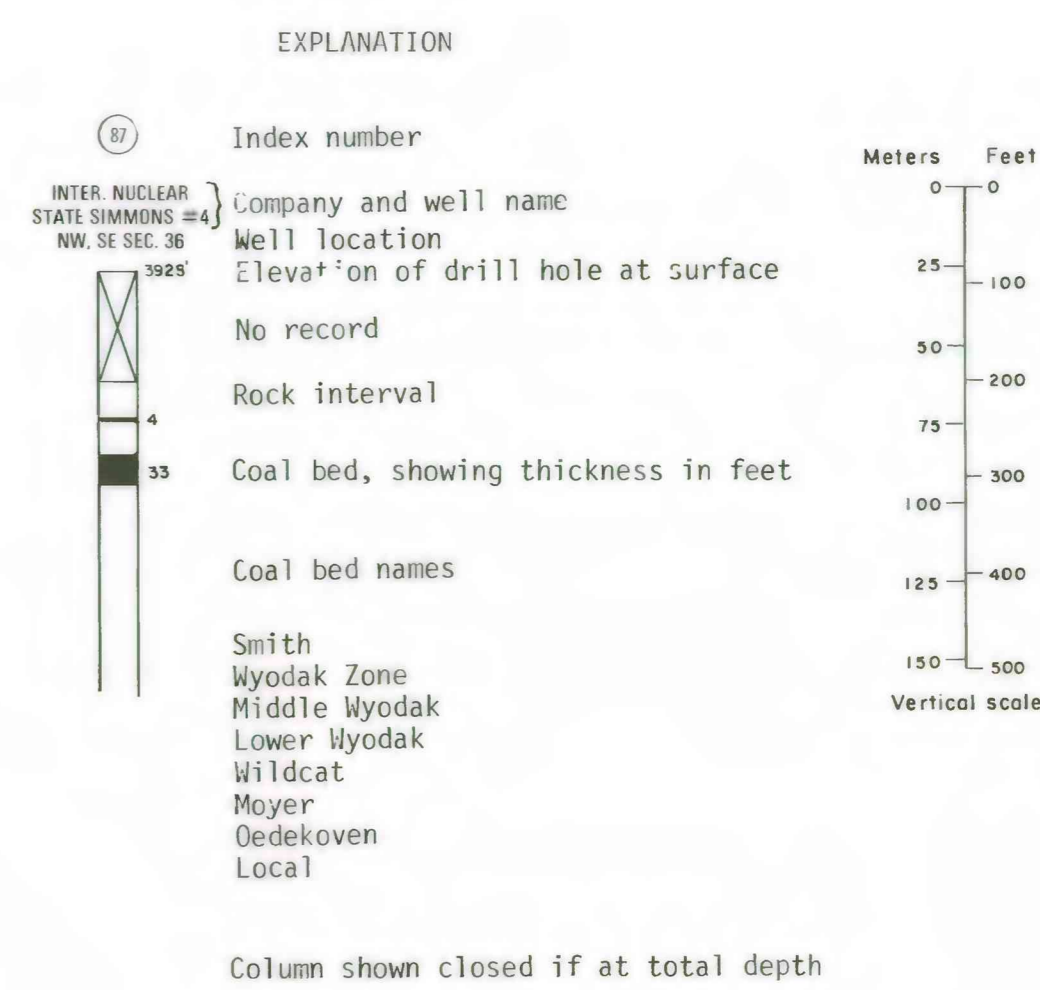 EXPLANATION
87 Index number
INTER. NUCLEAR
STATE SIMMONS #4 Company and well name
NW, SE SEC. 36 Well location
Elevation of drill hole at surface
No record
Rock interval
4
33 Coal bed, showing thickness in feet
Coal bed names
Smith
Wyodak Zone
Middle Wyodak
Lower Wyodak
Wildcat
Moyer
Oedekoven
Local
Column shown closed if at total depth
Meters Feet
0 0
25
100
50
200
75
300
100
125 400
150 500
Vertical scale